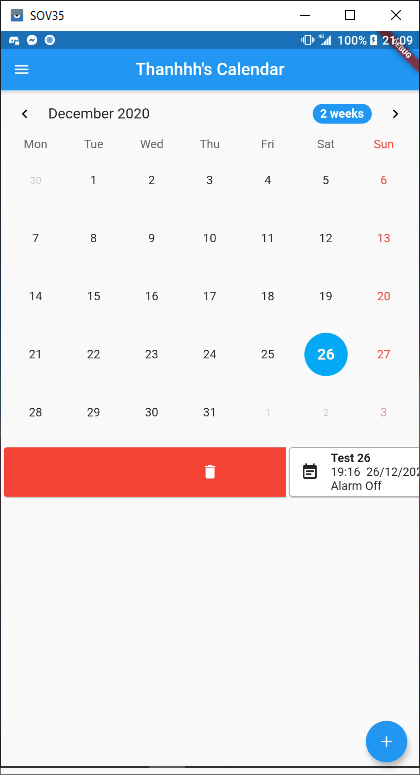 SOV35
100% 21:09
DEBUG
Thanhhh's Calendar
December 2020 2 weeks
Mon Tue Wed Thu Fri Sat Sun
30 1 2 3 4 5 6
7 8 9 10 11 12 13
14 15 16 17 18 19 20
21 22 23 24 25 26 27
28 29 30 31 1 2 3
Test 26
19:16 26/12/202
Alarm Off